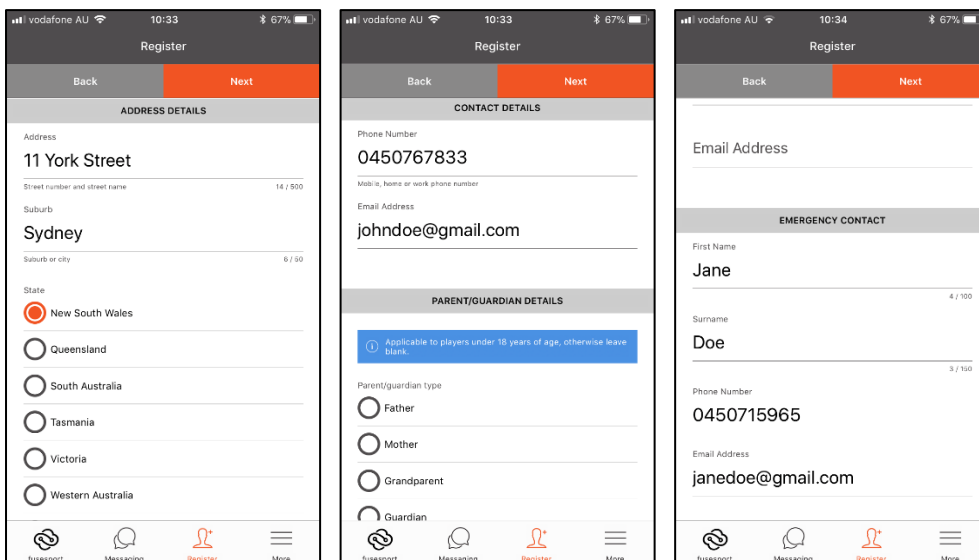 vodafone AU 10:33 67%
Register
Back Next
ADDRESS DETAILS
Address
11 York Street
Street number and street name 14 / 500
Suburb
Sydney
Suburb or city 6 / 50
State
New South Wales
Queensland
South Australia
Tasmania
Victoria
Western Australia
fusesport Messaging Register More
vodafone AU 10:33 67%
Register
Back Next
CONTACT DETAILS
Phone Number
0450767833
Mobile, home or work phone number
Email Address
johndoe@gmail.com
PARENT/GUARDIAN DETAILS
Applicable to players under 18 years of age, otherwise leave
blank.
Parent/guardian type
Father
Mother
Grandparent
Guardian
fusesport Messaging Register More
vodafone AU 10:34 67%
Register
Back Next
Email Address
EMERGENCY CONTACT
First Name
Jane
4 / 100
Surname
Doe
3 / 150
Phone Number
0450715965
Email Address
janedoe@gmail.com
fusesport Messaging Register More